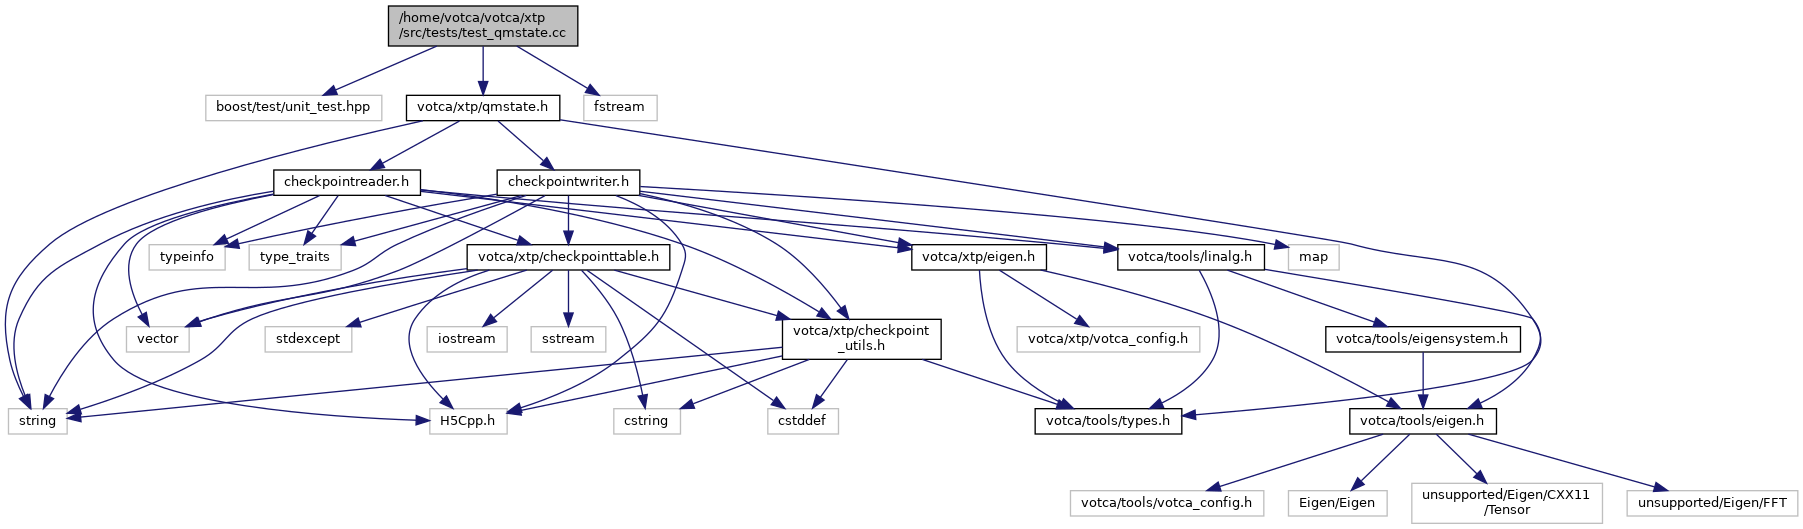 /home/votca/votca/xtp
/src/tests/test_qmstate.cc
boost/test/unit_test.hpp
votca/xtp/qmstate.h
fstream
checkpointreader.h
checkpointwriter.h
typeinfo
type_traits
votca/xtp/checkpointtable.h
votca/xtp/eigen.h
votca/tools/linalg.h
map
vector
stdexcept
iostream
sstream
votca/xtp/checkpoint
_utils.h
votca/xtp/votca_config.h
votca/tools/eigensystem.h
string
H5Cpp.h
cstring
cstddef
votca/tools/types.h
votca/tools/eigen.h
votca/tools/votca_config.h
Eigen/Eigen
unsupported/Eigen/CXX11
/Tensor
unsupported/Eigen/FFT